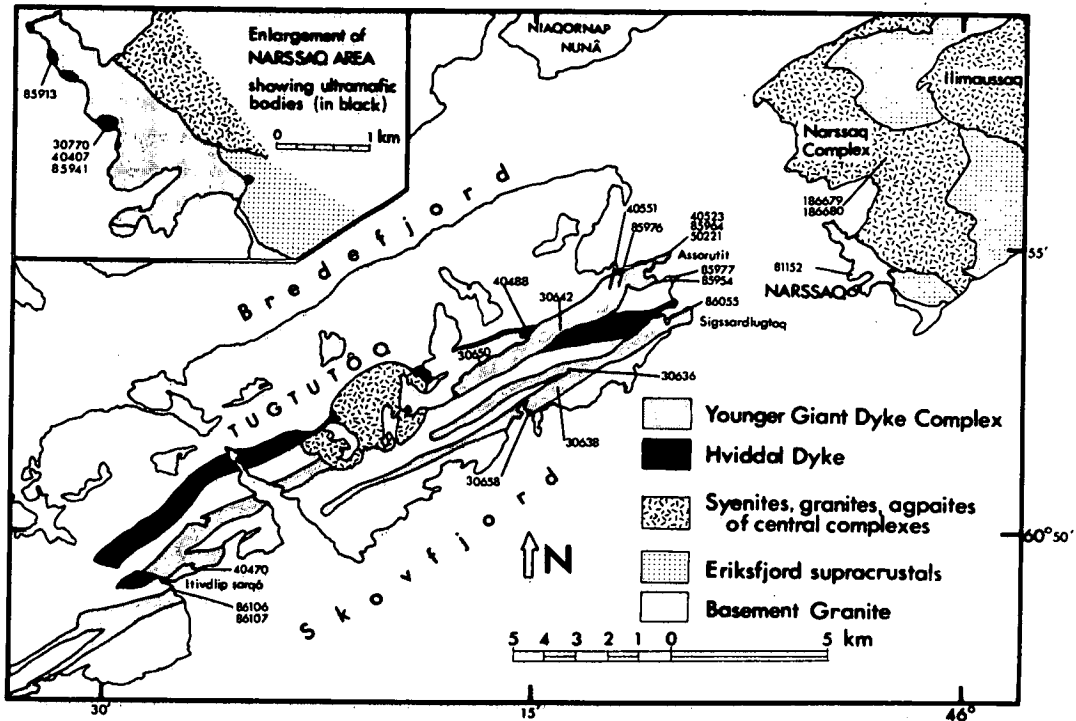 Enlargement of
NARSSAQ AREA
showing ultramafic
bodies (in black)
0 1 km
85913
30770
40407
85941
NIAQORNAP
NUNÂ
Ilimaussaq
Narssaq
Complex
186679
186680
81152
NARSSAQ
55'
Bredefjord
40551
85976
40523
85964
50221
Assorutit
85977
85954
86055
Sigssardlugtoq
40488
30642
30650
TUGTUTÔQ
30636
30638
30658
Skovfjord
N
40470
Itivdlip sarqâ
86106
86107
Younger Giant Dyke Complex
Hviddal Dyke
Syenites, granites, agpaites
of central complexes
Eriksfjord supracrustals
Basement Granite
60° 50'
5 4 3 2 1 0 5 km
30' 15' 46°